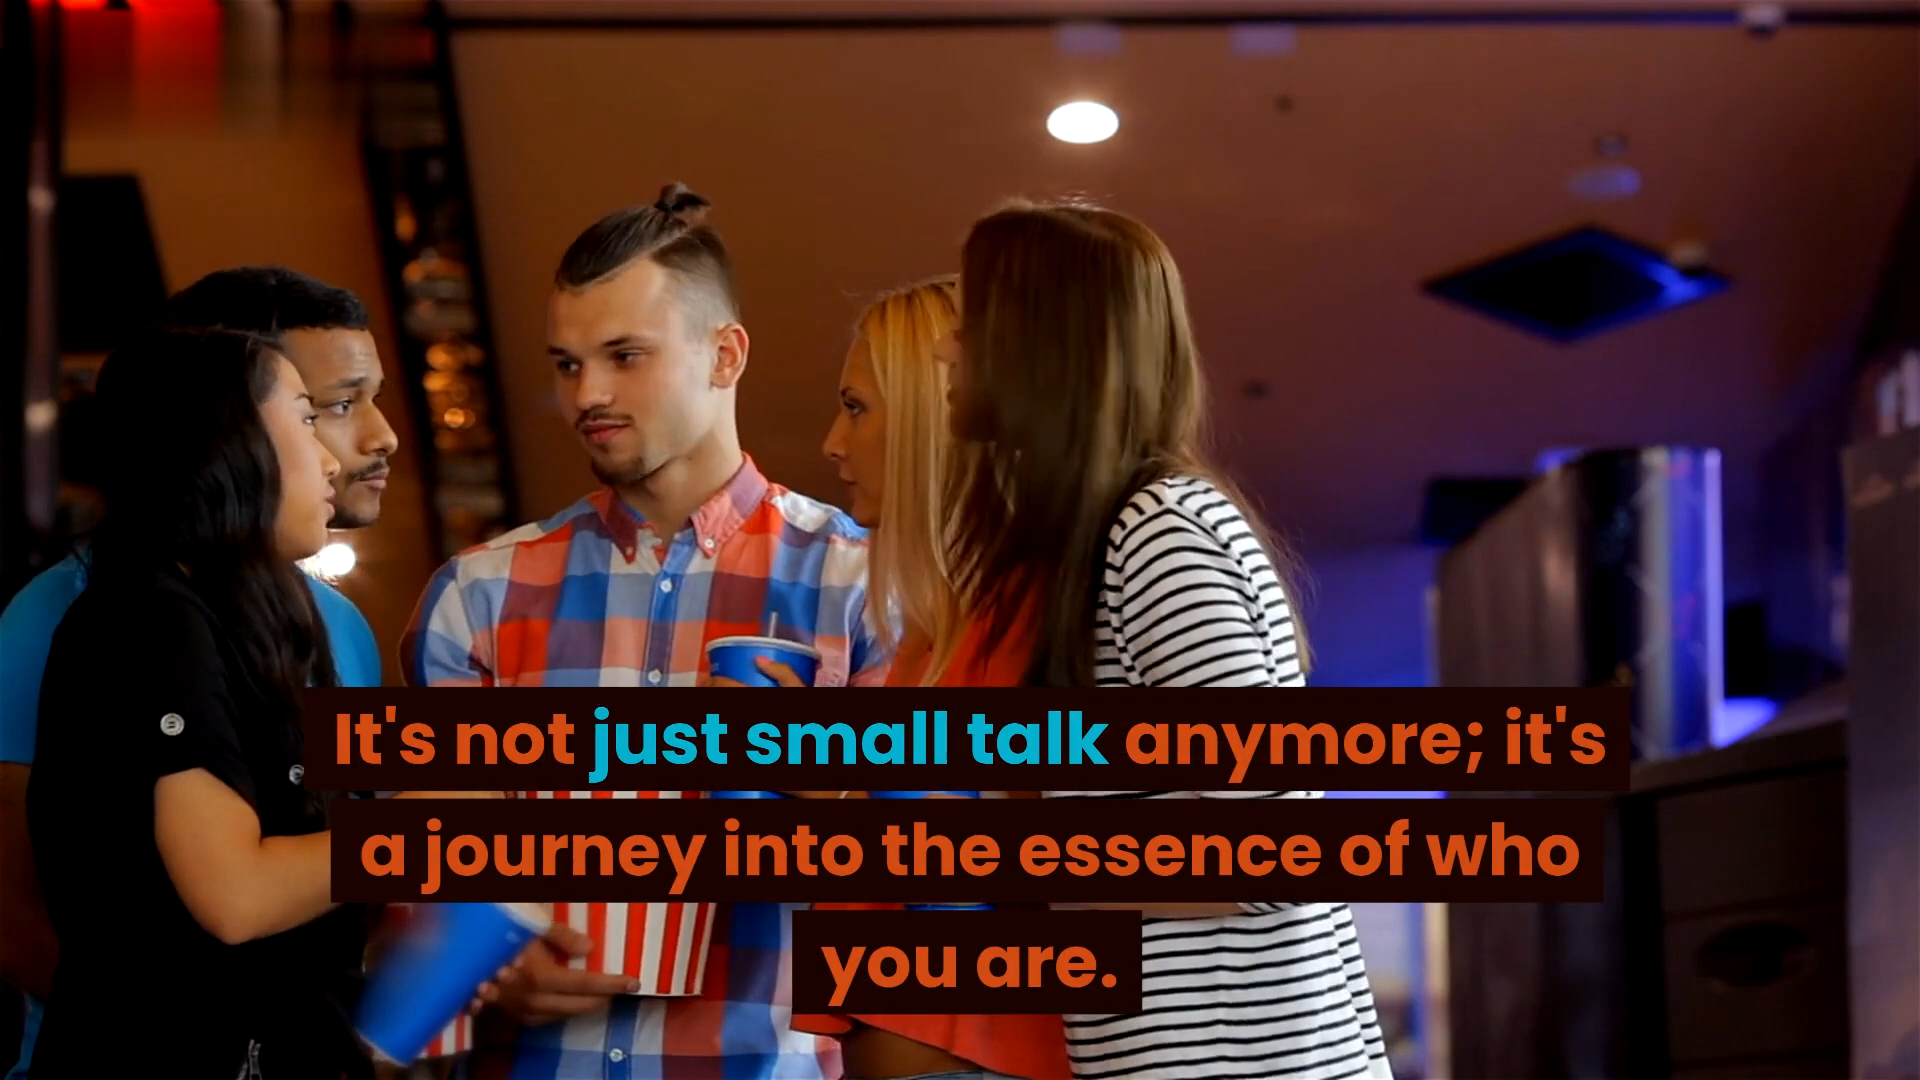 It's not just small talk anymore; it's
a journey into the essence of who
you are.